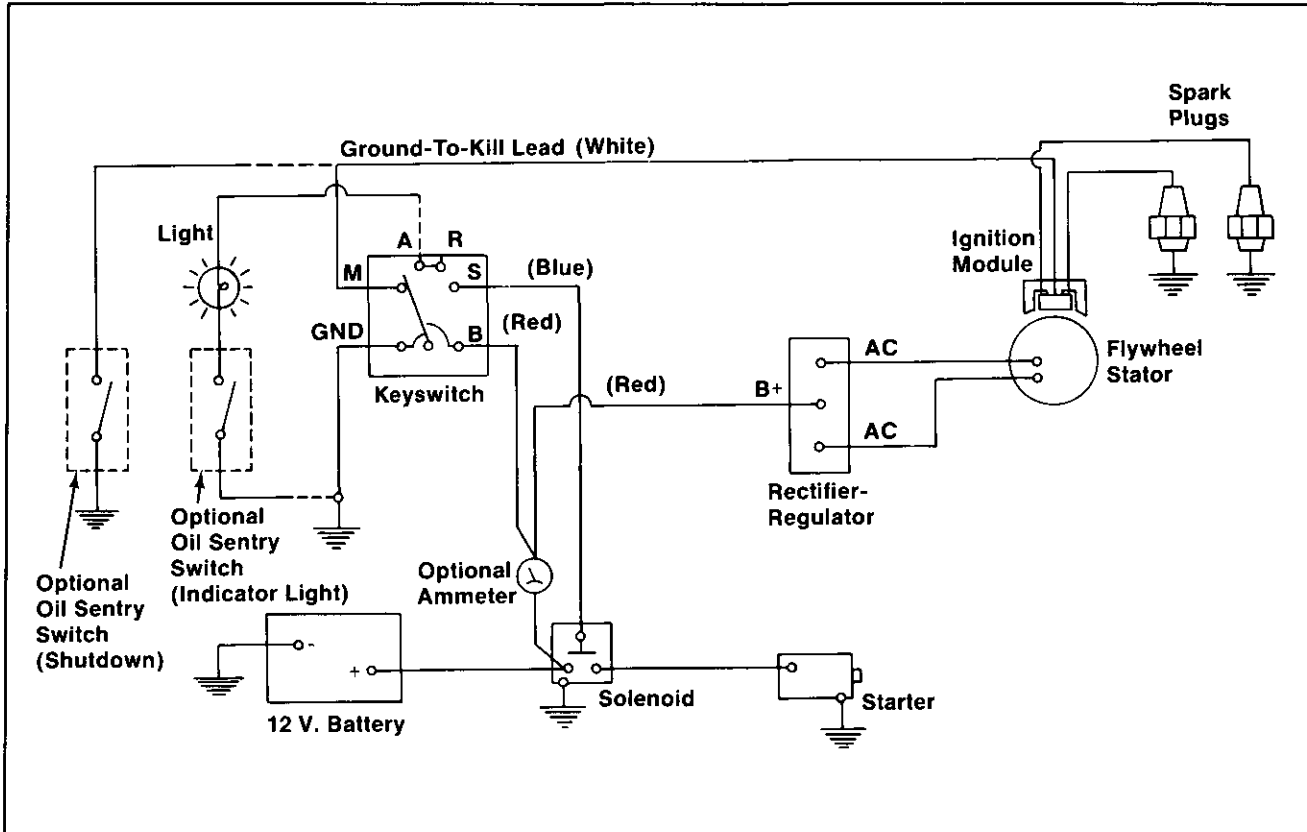 Spark
Plugs
Ground-To-Kill Lead (White)
Light
A
R
M
S
(Blue)
Ignition
Module
GND
B
(Red)
Keyswitch
(Red)
B+
AC
AC
Flywheel
Stator
Rectifier-
Regulator
Optional
Oil Sentry
Switch
(Indicator Light)
Optional
Ammeter
Optional
Oil Sentry
Switch
(Shutdown)
-
+
12 V. Battery
Solenoid
Starter